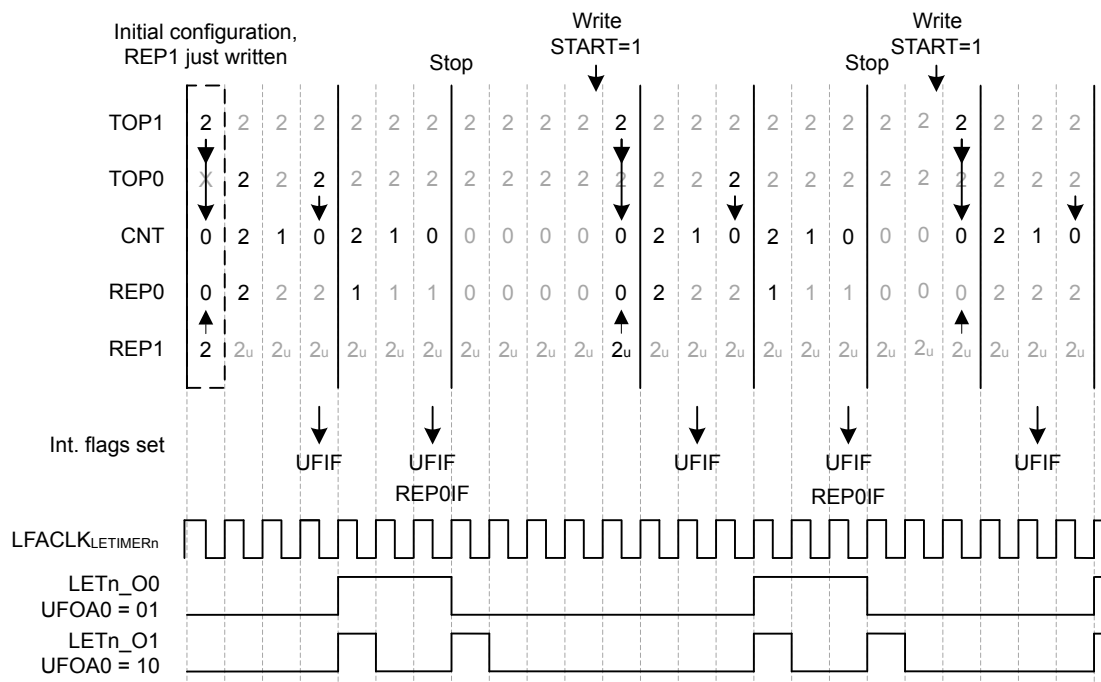 Initial configuration,
REP1 just written
Stop
Write
START=1
Stop
Write
START=1
TOP1 2 2 2 2 2 2 2 2 2 2 2 2 2 2 2 2 2 2 2 2 2 2 2 2
TOP0 X 2 2 2 2 2 2 2 2 2 2 2 2 2 2 2 2 2 2 2 2 2 2 2
CNT 0 2 1 0 2 1 0 0 0 0 0 0 2 1 0 2 1 0 0 0 0 2 1 0
REP0 0 2 2 2 1 1 1 0 0 0 0 0 2 2 2 1 1 1 0 0 0 2 2 2
REP1 2 2u 2u 2u 2u 2u 2u 2u 2u 2u 2u 2u 2u 2u 2u 2u 2u 2u 2u 2u 2u 2u 2u 2u
Int. flags set
UFIF UFIF UFIF UFIF UFIF
REP0IF REP0IF
LFACLKLETIMERn
LETn_O0
UFOA0 = 01
LETn_O1
UFOA0 = 10